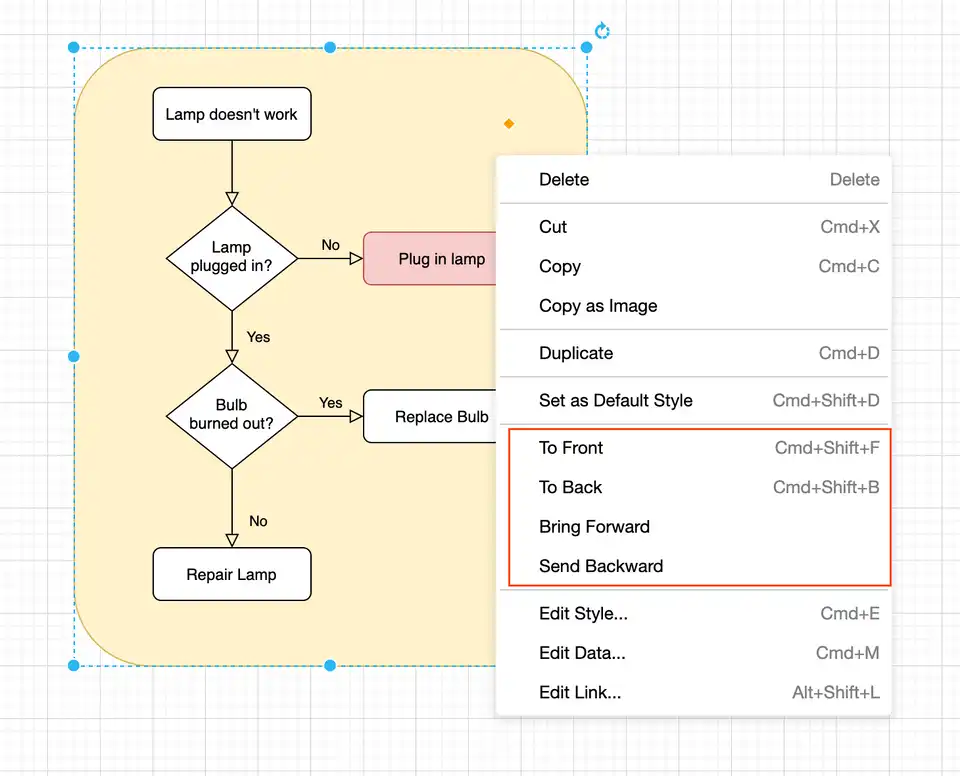 Lamp doesn't work
Lamp
plugged in?
No
Plug in lamp
Yes
Bulb
burned out?
Yes
Replace Bulb
No
Repair Lamp
Delete Delete
Cut Cmd+X
Copy Cmd+C
Copy as Image
Duplicate Cmd+D
Set as Default Style Cmd+Shift+D
To Front Cmd+Shift+F
To Back Cmd+Shift+B
Bring Forward
Send Backward
Edit Style... Cmd+E
Edit Data... Cmd+M
Edit Link... Alt+Shift+L